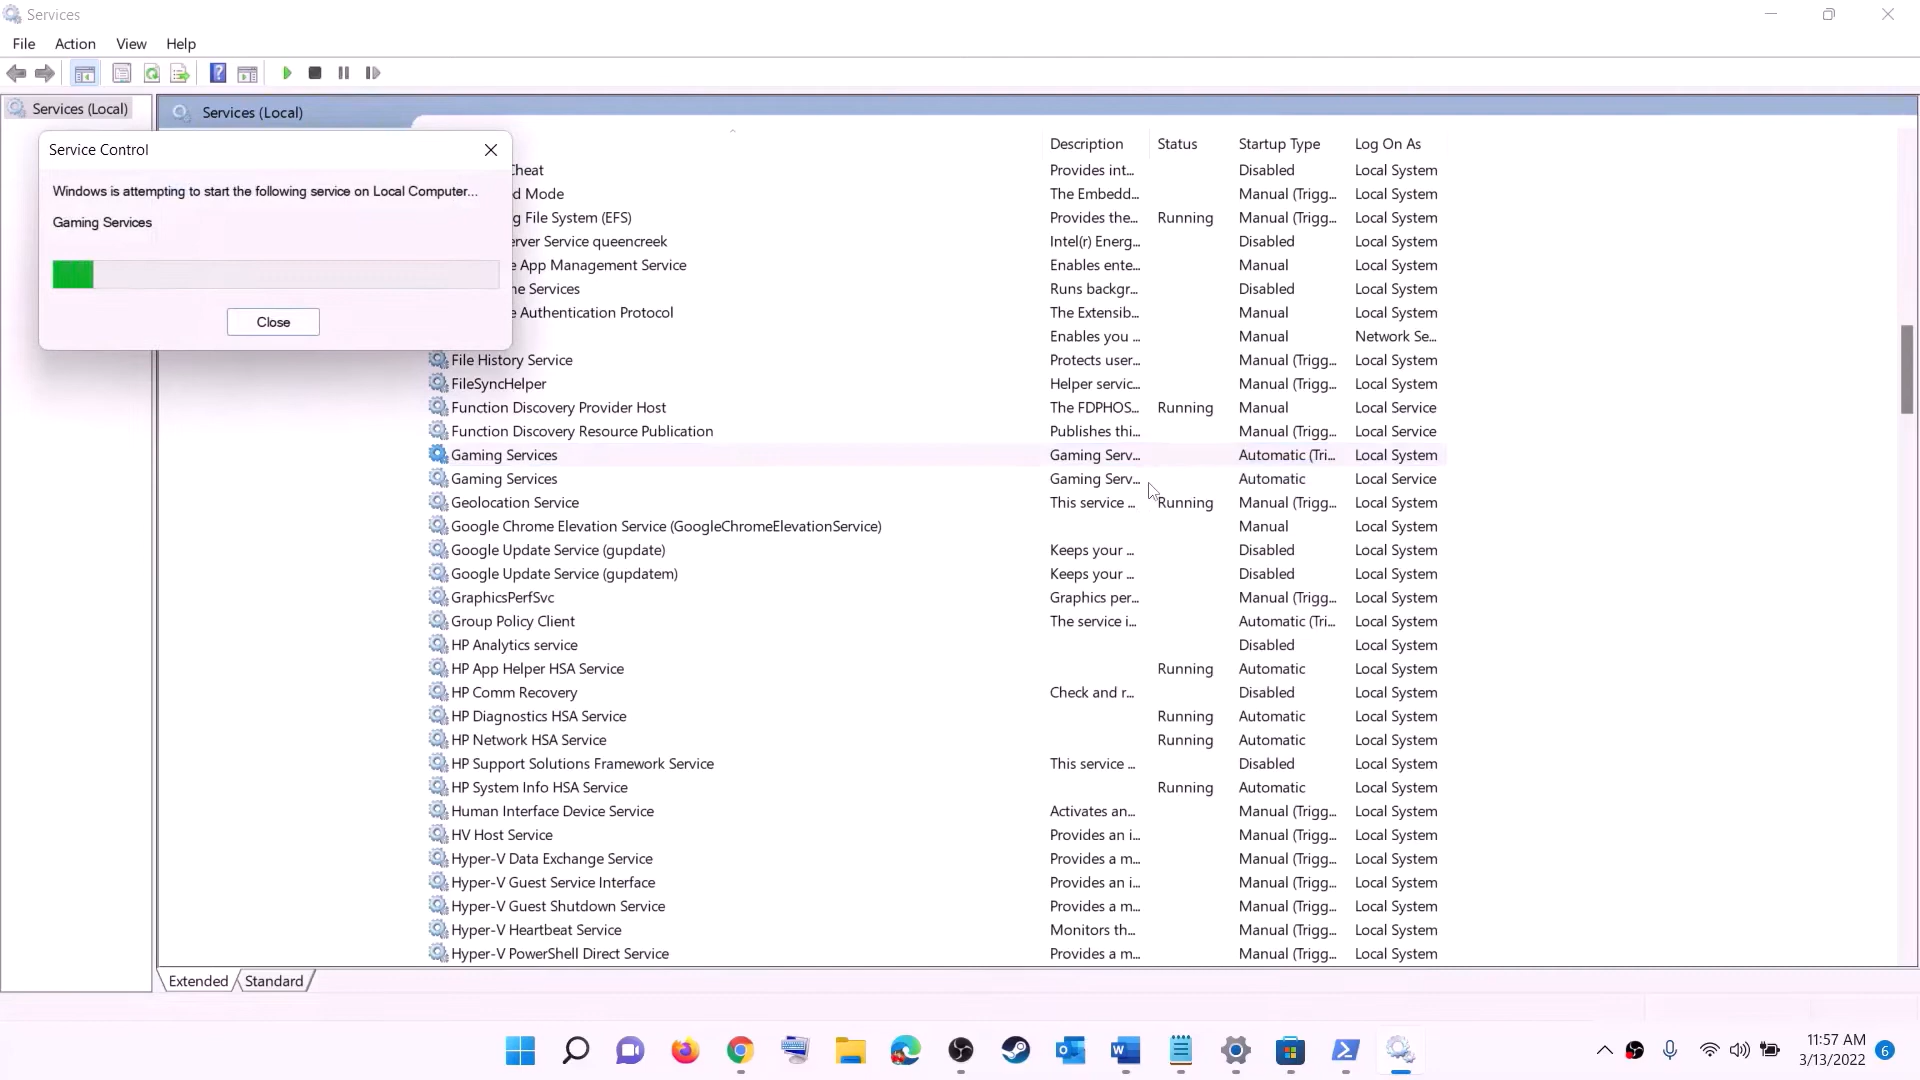 Services
File Action View Help
Services (Local)
Services (Local)
Service Control
Windows is attempting to start the following service on Local Computer...
Gaming Services
Close
Description Status Startup Type Log On As
Cheat Provides int... Disabled Local System
d Mode The Embedd... Manual (Trigg... Local System
g File System (EFS) Provides the... Running Manual (Trigg... Local System
erver Service queencreek Intel(r) Energ... Disabled Local System
e App Management Service Enables ente... Manual Local System
ne Services Runs backgr... Disabled Local System
e Authentication Protocol The Extensib... Manual Local System
Enables you ... Manual Network Se...
File History Service Protects user... Manual (Trigg... Local System
FileSyncHelper Helper servic... Manual (Trigg... Local System
Function Discovery Provider Host The FDPHOS... Running Manual Local Service
Function Discovery Resource Publication Publishes thi... Manual (Trigg... Local Service
Gaming Services Gaming Serv... Automatic (Tri... Local System
Gaming Services Gaming Serv... Automatic Local Service
Geolocation Service This service ... Running Manual (Trigg... Local System
Google Chrome Elevation Service (GoogleChromeElevationService) Manual Local System
Google Update Service (gupdate) Keeps your ... Disabled Local System
Google Update Service (gupdatem) Keeps your ... Disabled Local System
GraphicsPerfSvc Graphics per... Manual (Trigg... Local System
Group Policy Client The service i... Automatic (Tri... Local System
HP Analytics service Disabled Local System
HP App Helper HSA Service Running Automatic Local System
HP Comm Recovery Check and r... Disabled Local System
HP Diagnostics HSA Service Running Automatic Local System
HP Network HSA Service Running Automatic Local System
HP Support Solutions Framework Service This service ... Disabled Local System
HP System Info HSA Service Running Automatic Local System
Human Interface Device Service Activates an... Manual (Trigg... Local System
HV Host Service Provides an i... Manual (Trigg... Local System
Hyper-V Data Exchange Service Provides a m... Manual (Trigg... Local System
Hyper-V Guest Service Interface Provides an i... Manual (Trigg... Local System
Hyper-V Guest Shutdown Service Provides a m... Manual (Trigg... Local System
Hyper-V Heartbeat Service Monitors th... Manual (Trigg... Local System
Hyper-V PowerShell Direct Service Provides a m... Manual (Trigg... Local System
Extended Standard
11:57 AM
3/13/2022
6